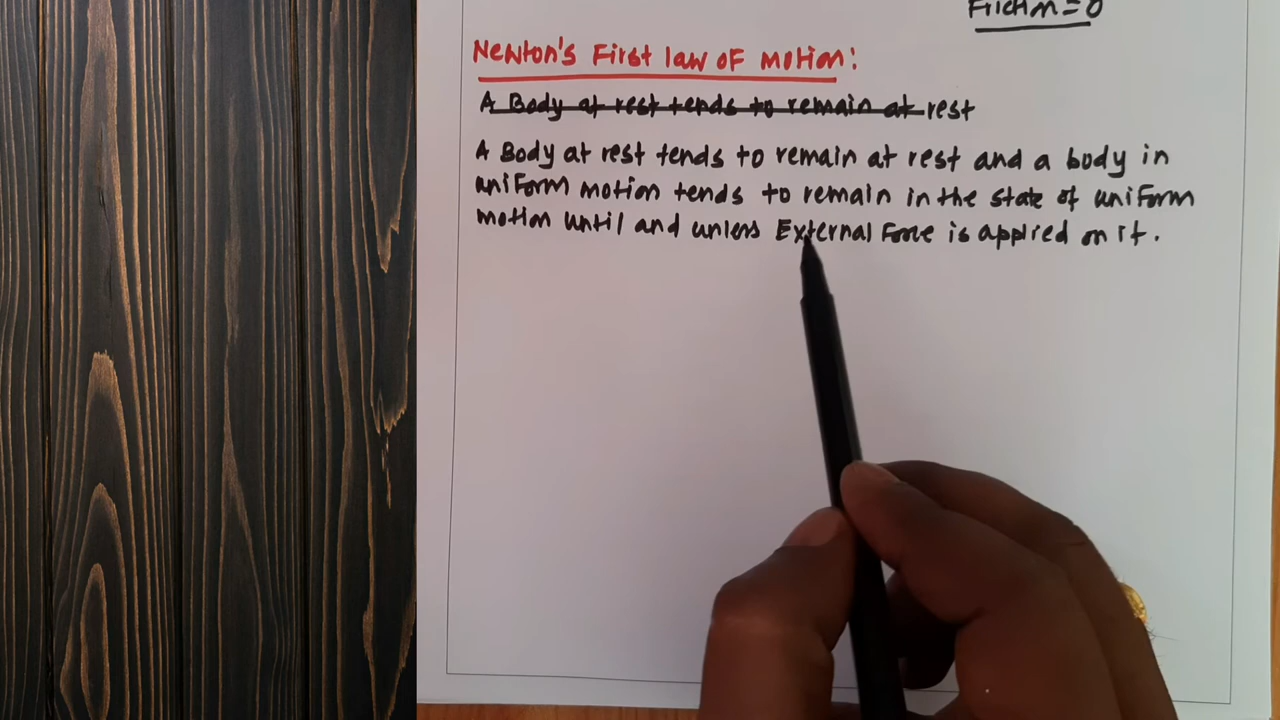 Friction = 0
Newton's First law of motion:
A Body at rest tends to remain at rest
A Body at rest tends to remain at rest and a body in
uniform motion tends to remain in the state of uniform
motion until and unless External Force is applied on it.